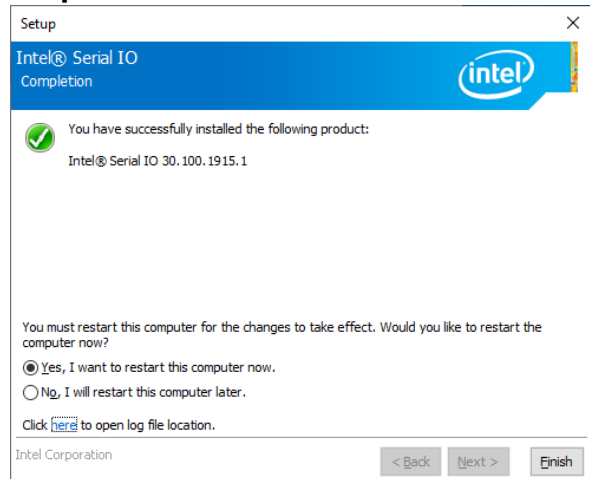 Setup
Intel® Serial IO
Completion
intel
You have successfully installed the following product:
Intel® Serial IO 30.100.1915.1
You must restart this computer for the changes to take effect. Would you like to restart the
computer now?
Yes, I want to restart this computer now.
No, I will restart this computer later.
Click here to open log file location.
Intel Corporation
< Back Next > Finish